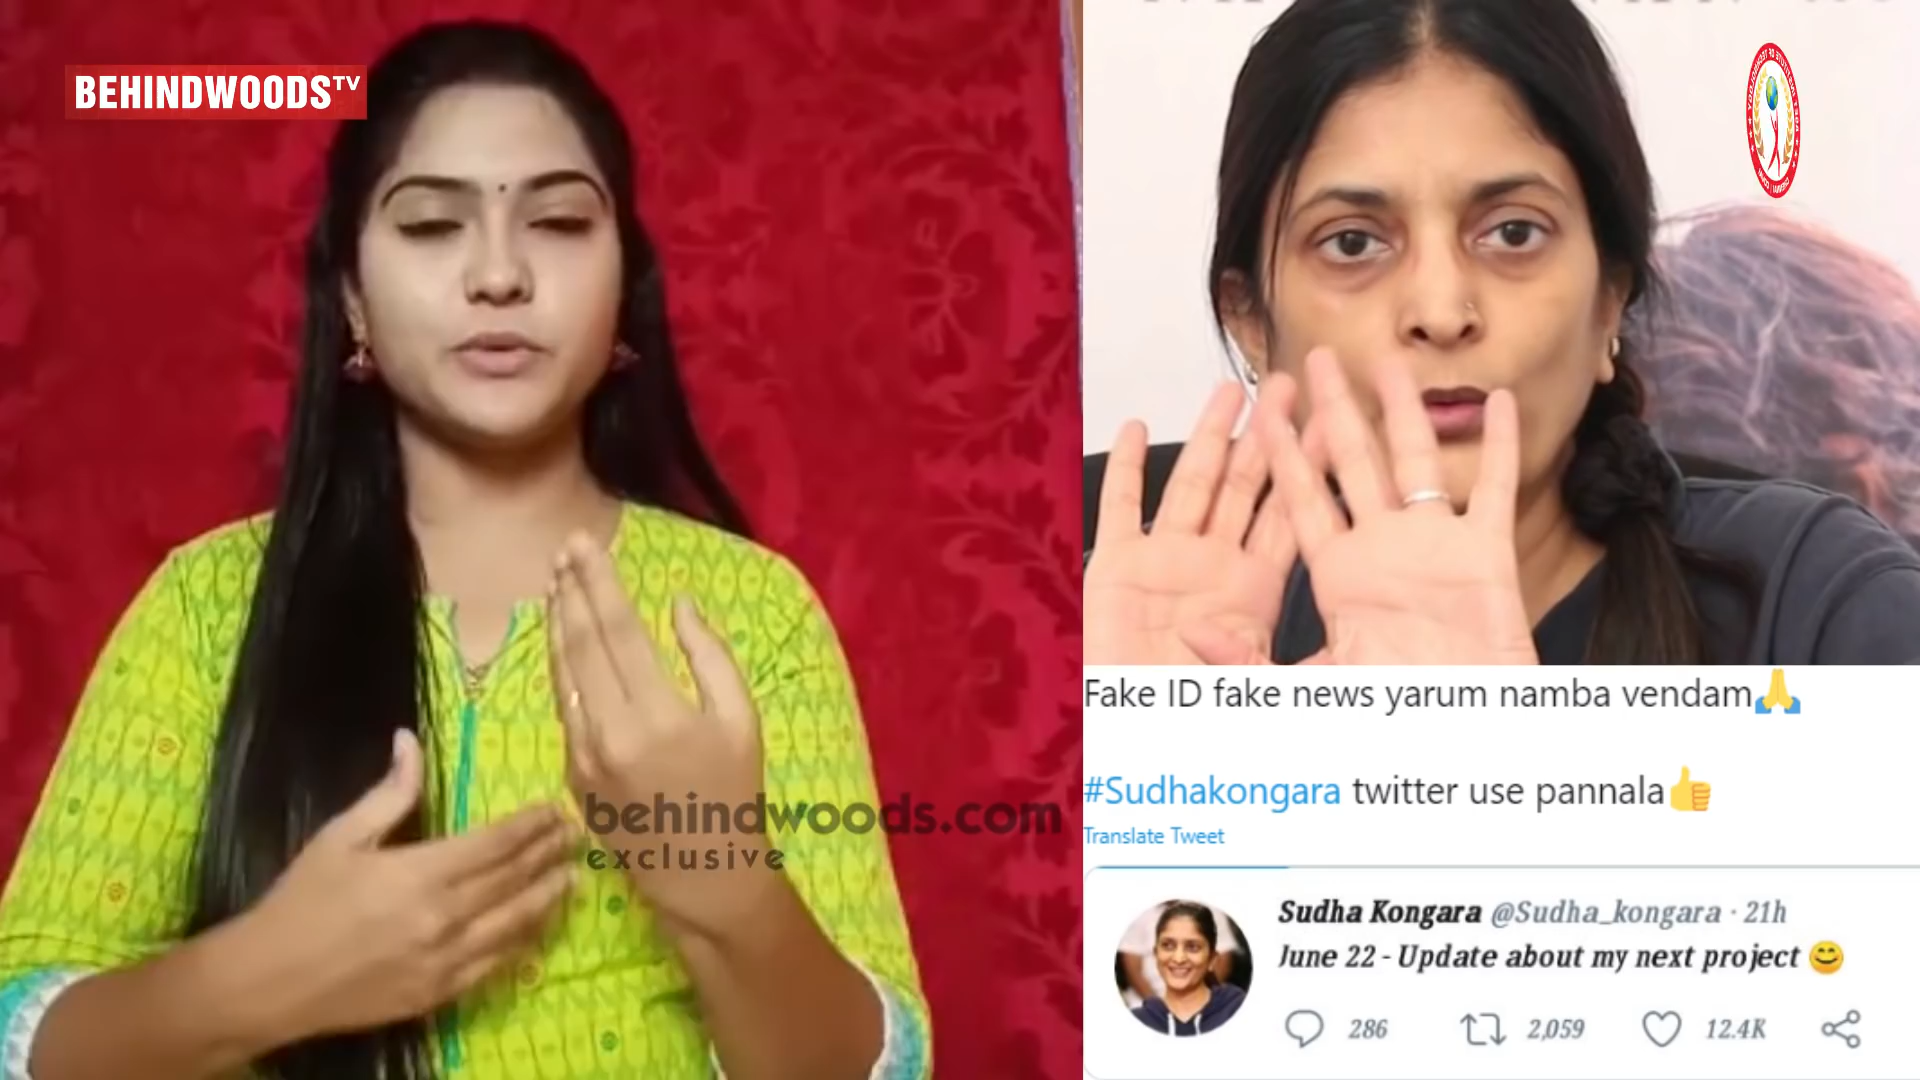 BEHINDWOODS TV
behindwoods.com
exclusive
Fake ID fake news yarum namba vendam🙏
#Sudhakongara twitter use pannala👍
Translate Tweet
Sudha Kongara @Sudha_kongara · 21h
June 22 - Update about my next project 😊
286 2,059 12.4K